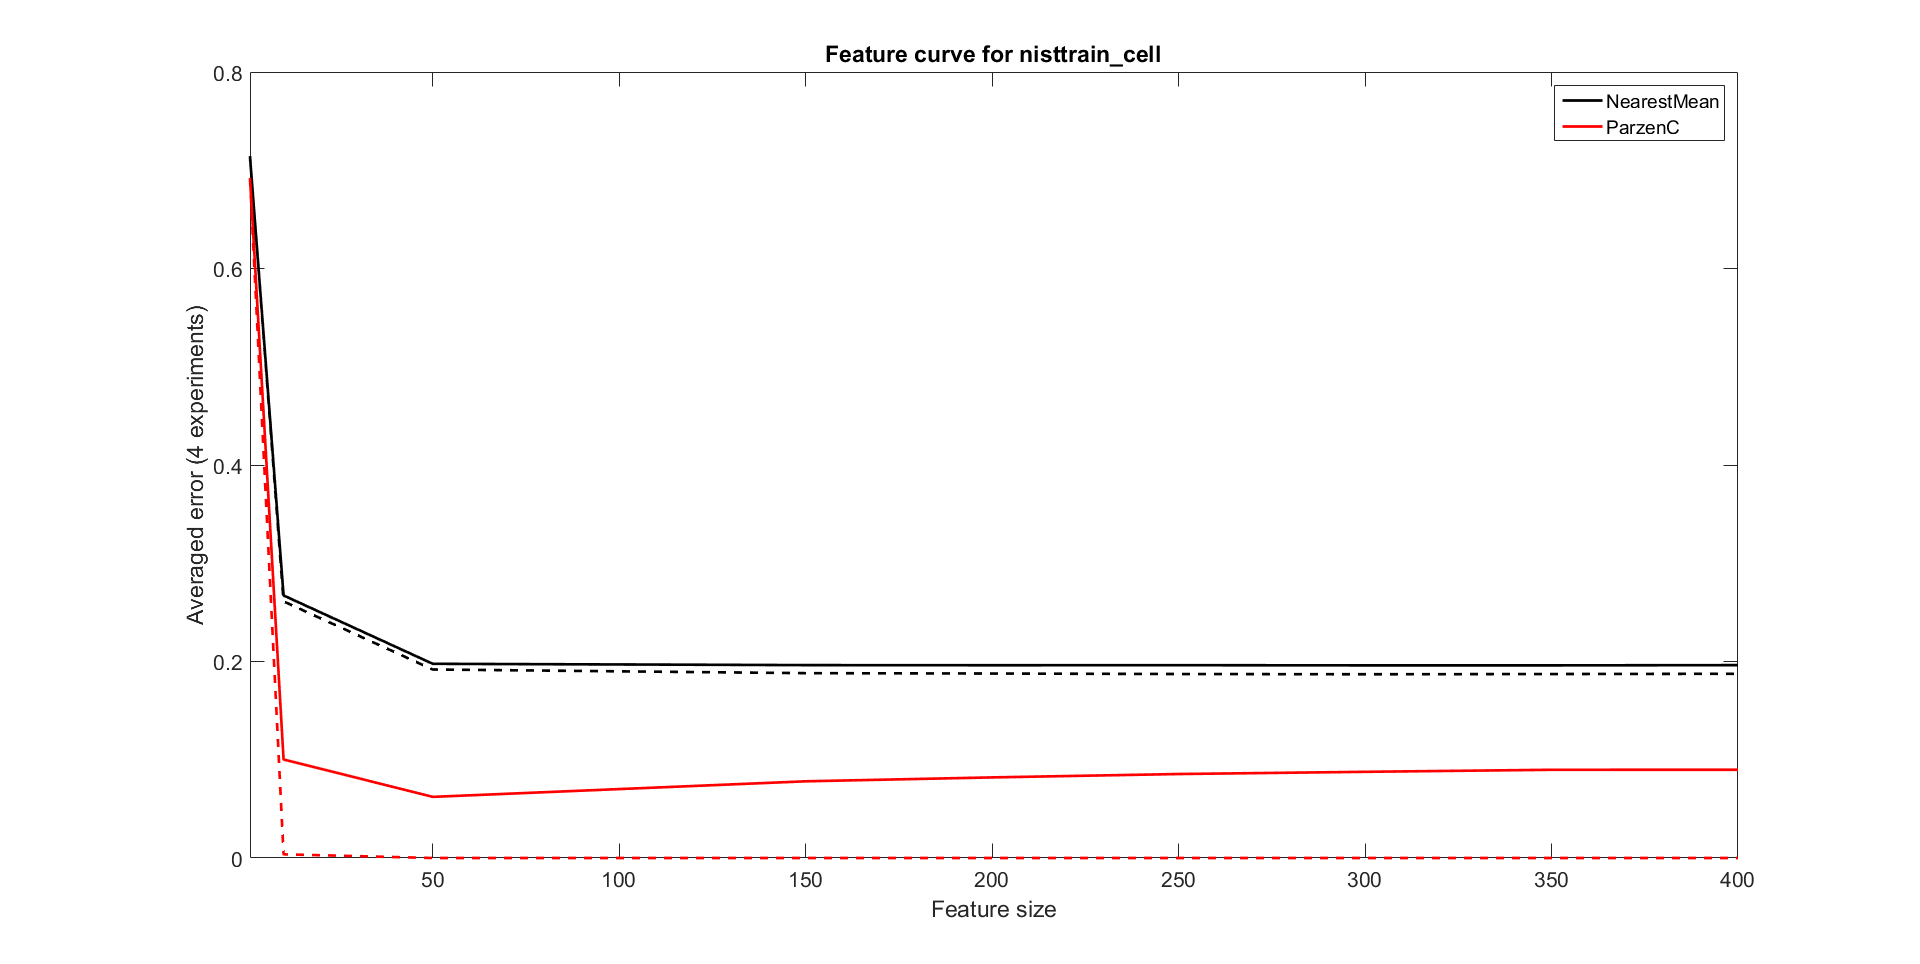 Feature curve for nisttrain_cell
NearestMean
ParzenC
Averaged error (4 experiments)
0.8
0.6
0.4
0.2
0
50 100 150 200 250 300 350 400
Feature size